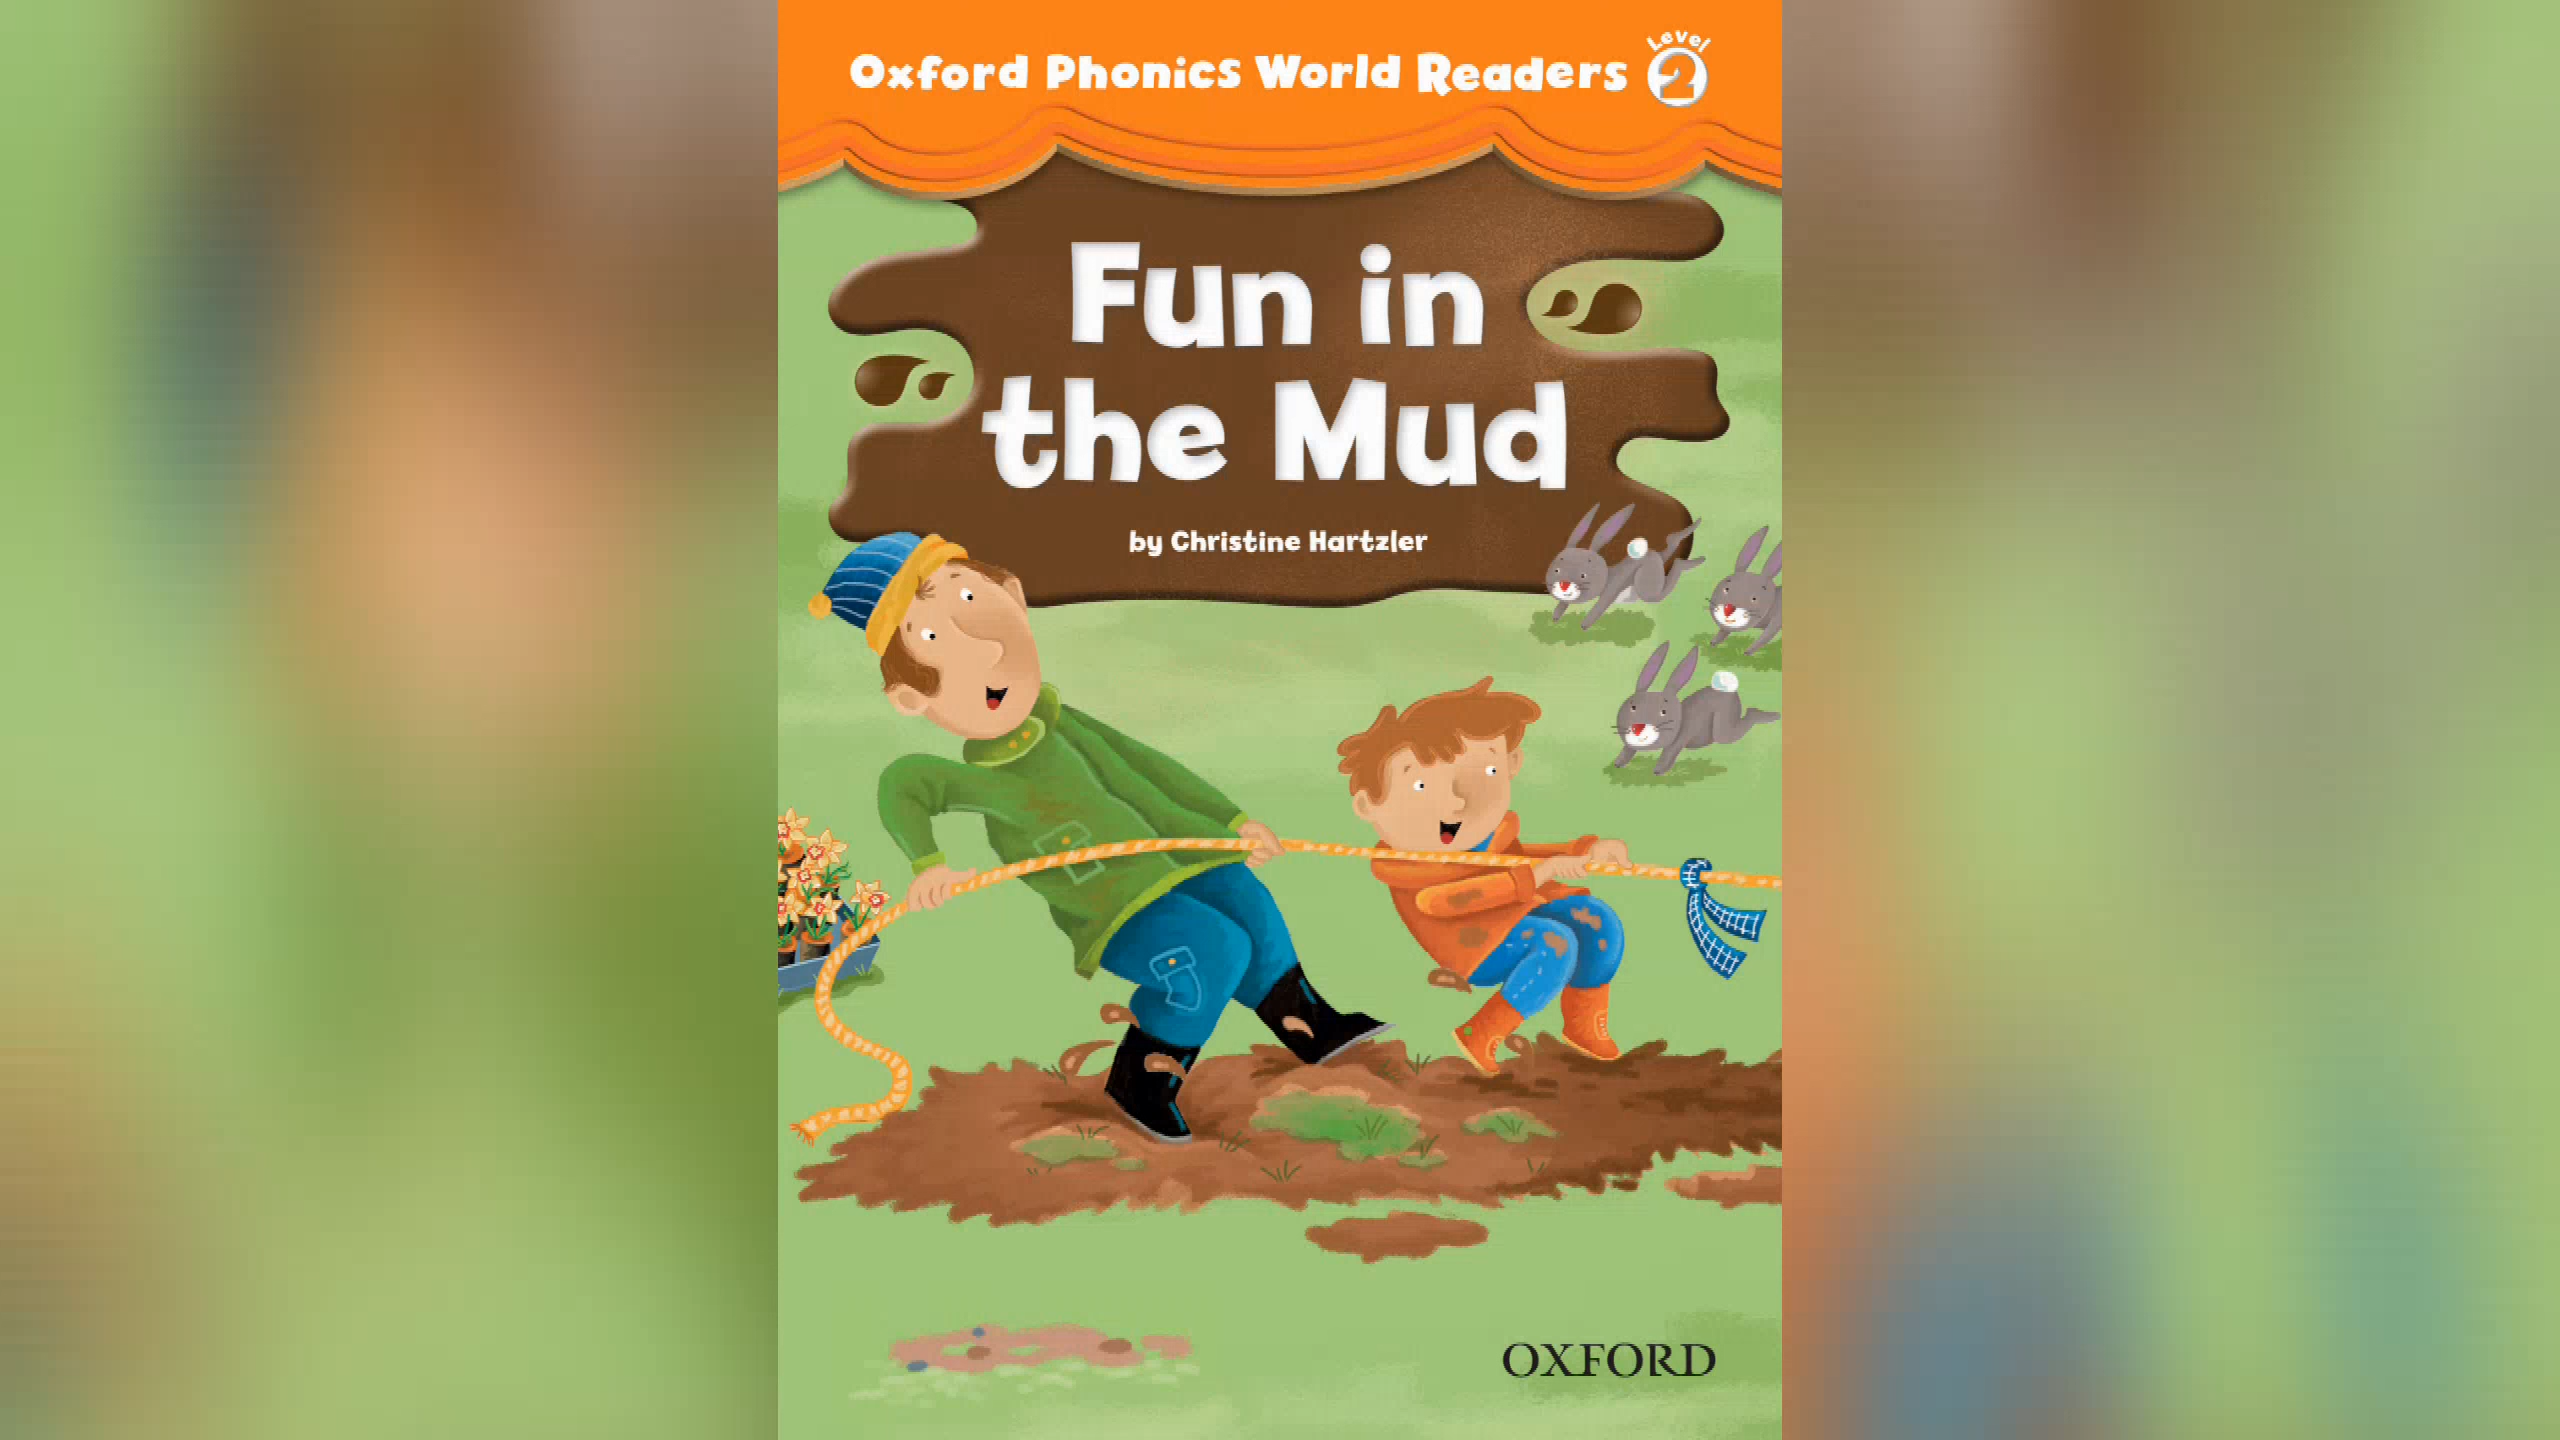 Oxford Phonics World Readers Level 2
Fun in
the Mud
by Christine Hartzler
OXFORD